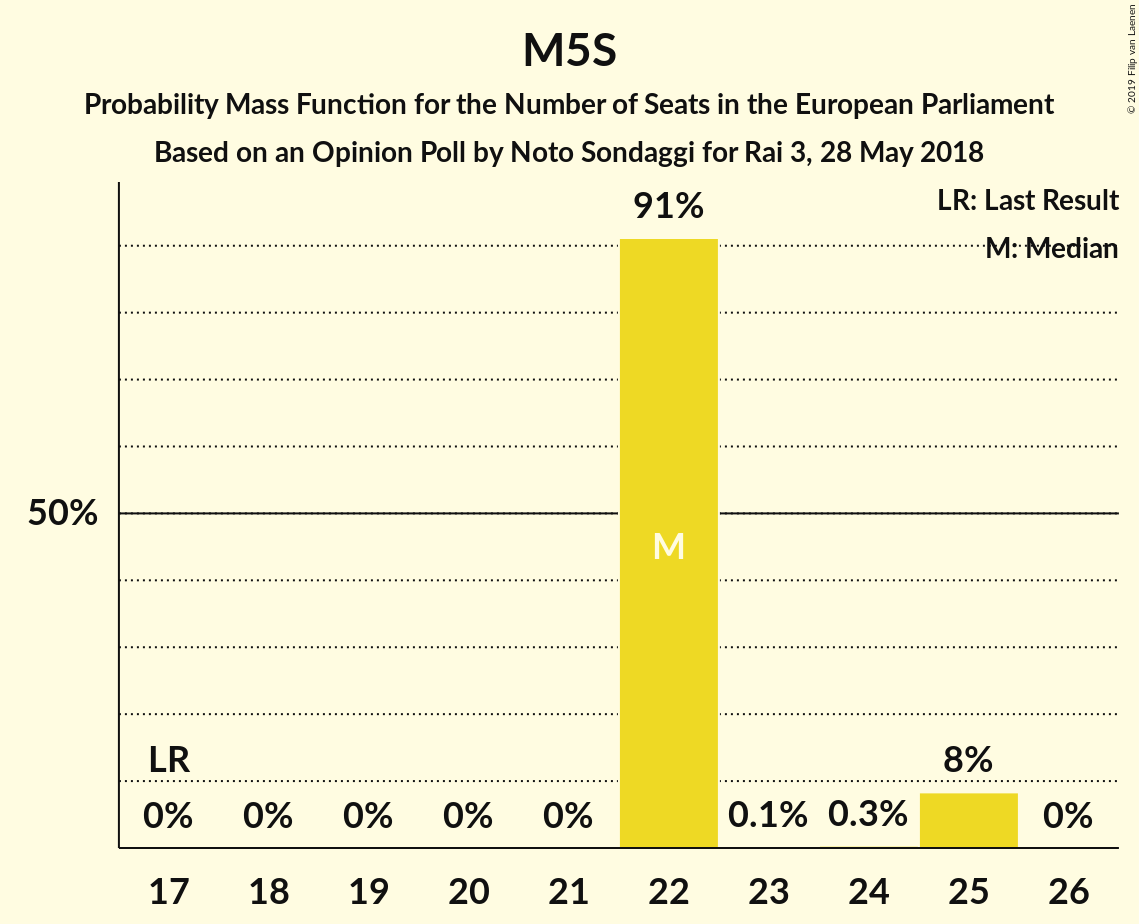 M5S
Probability Mass Function for the Number of Seats in the European Parliament
Based on an Opinion Poll by Noto Sondaggi for Rai 3, 28 May 2018
© 2019 Filip van Laenen
LR: Last Result
M: Median
91%
50%
M
LR
8%
0% 0% 0% 0% 0% 0.1% 0.3% 0%
17 18 19 20 21 22 23 24 25 26